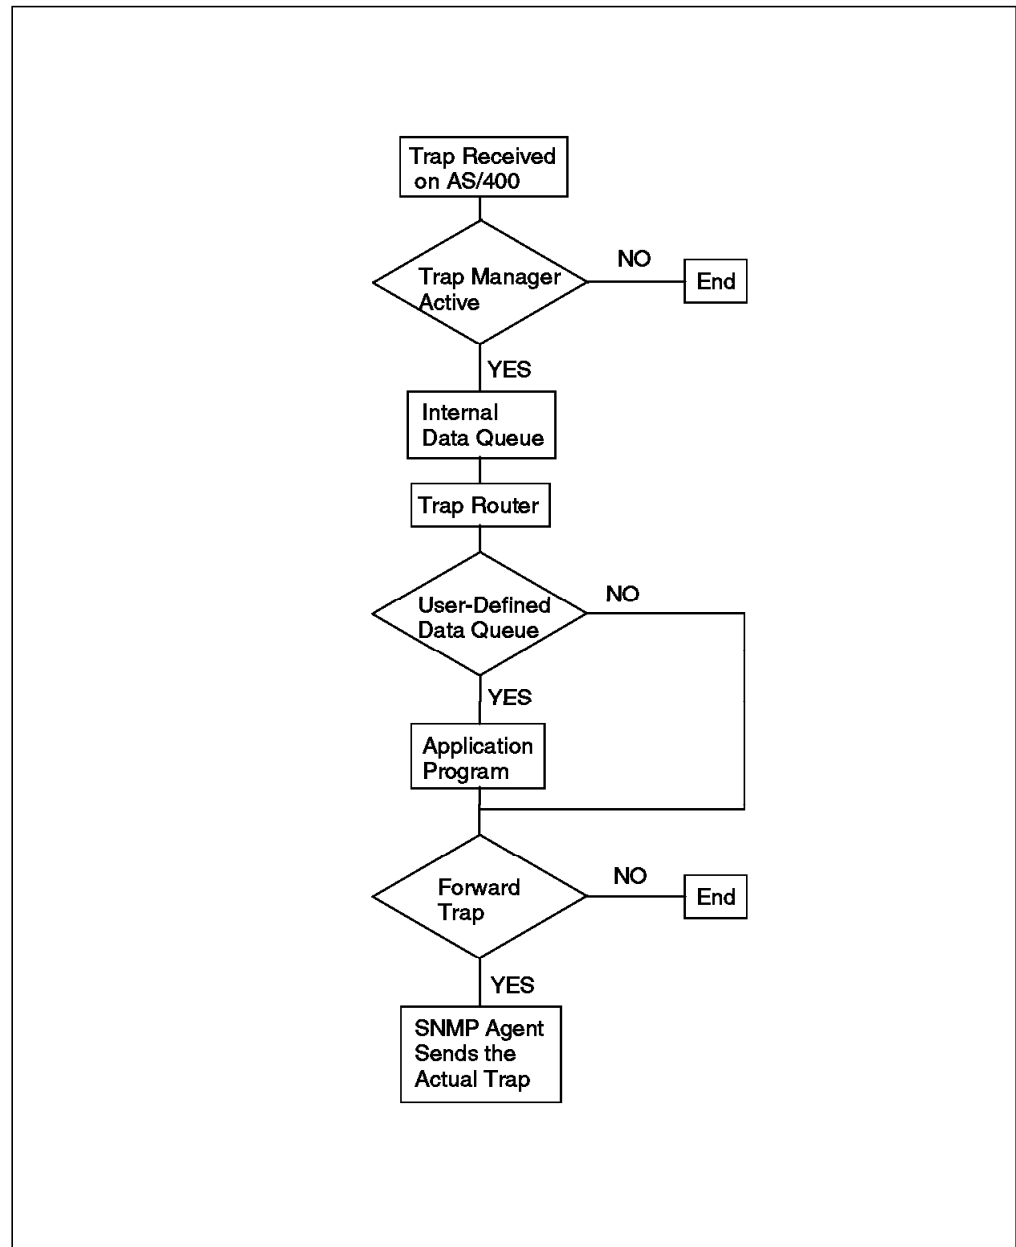 Trap Received
on AS/400
NO
Trap Manager
Active
End
YES
Internal
Data Queue
Trap Router
NO
User-Defined
Data Queue
YES
Application
Program
NO
Forward
Trap
End
YES
SNMP Agent
Sends the
Actual Trap